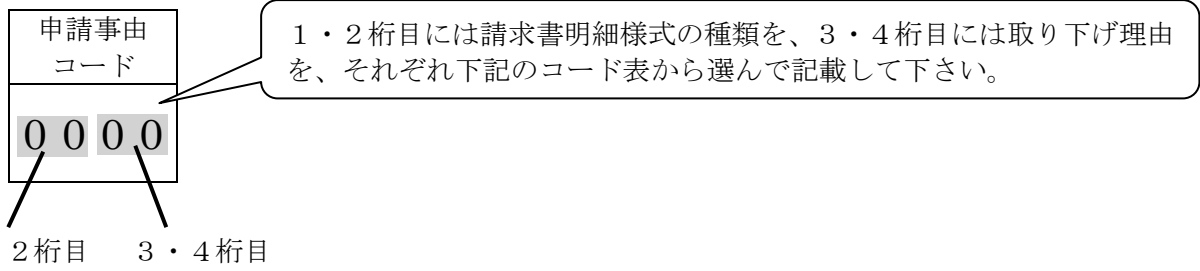 申請事由
コード
1・2桁目には請求書明細様式の種類を、3・4桁目には取り下げ理由
を、それぞれ下記のコード表から選んで記載して下さい。
0 0 0 0
2桁目　3・4桁目